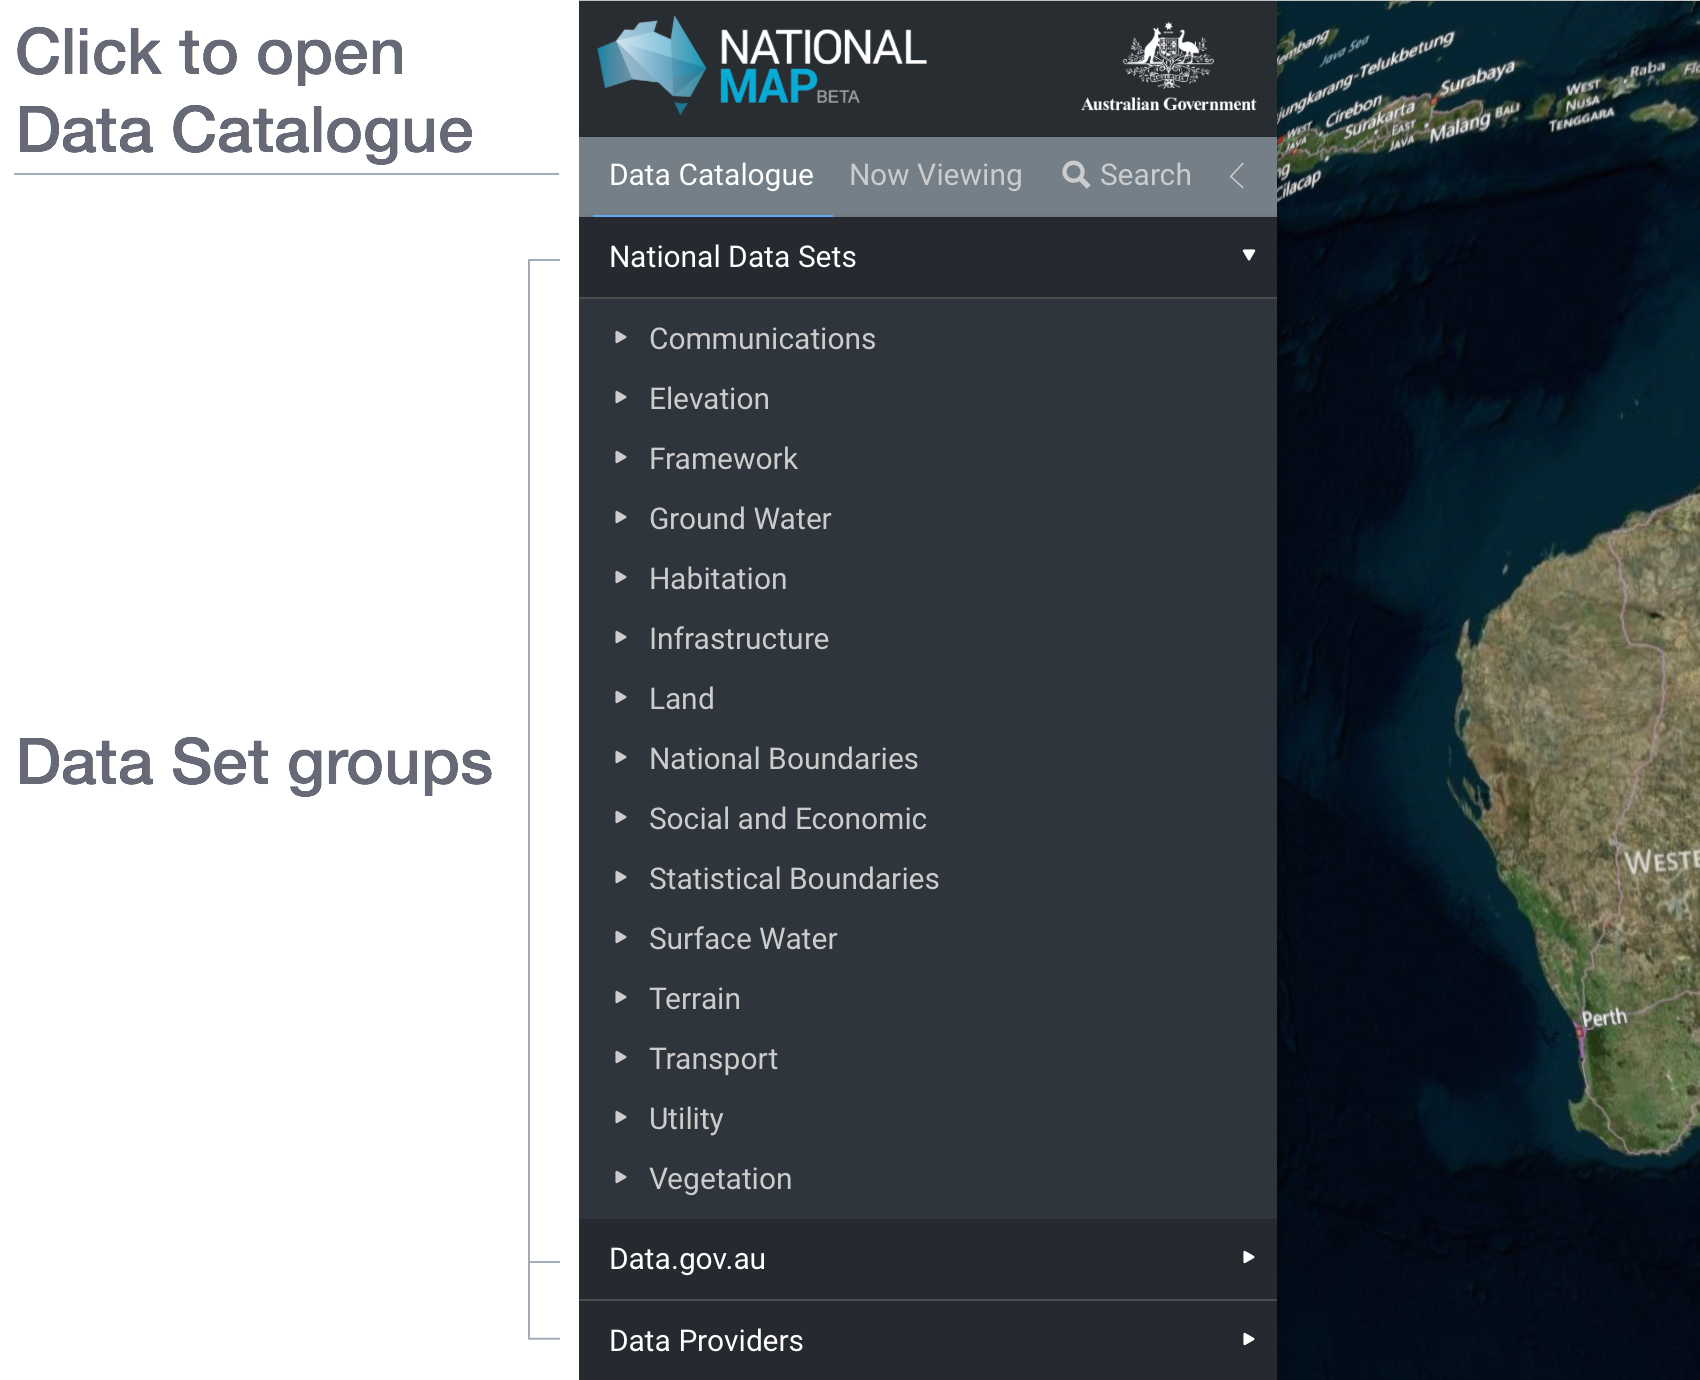 Click to open
Data Catalogue
Data Set groups
NATIONAL
MAP BETA
Australian Government
Data Catalogue
Now Viewing
Search
National Data Sets
Communications
Elevation
Framework
Ground Water
Habitation
Infrastructure
Land
National Boundaries
Social and Economic
Statistical Boundaries
Surface Water
Terrain
Transport
Utility
Vegetation
Data.gov.au
Data Providers
Java Sea
Surabaya
Cirebon
Surakarta
WEST
JAVA
EAST
JAVA
Malang
BALI
WEST
NUSA
TENGGARA
Raba
Cilacap
Perth